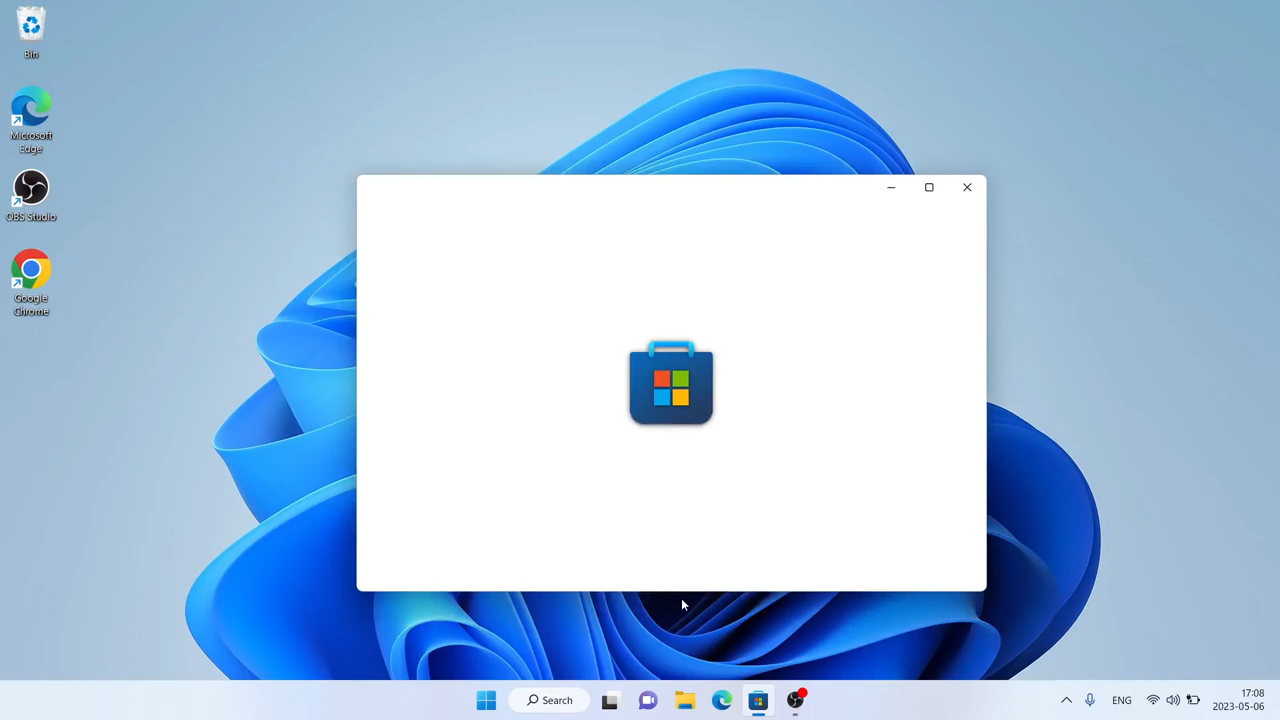 Bin
Microsoft
Edge
OBS Studio
Google
Chrome
Search
ENG
17:08
2023-05-06